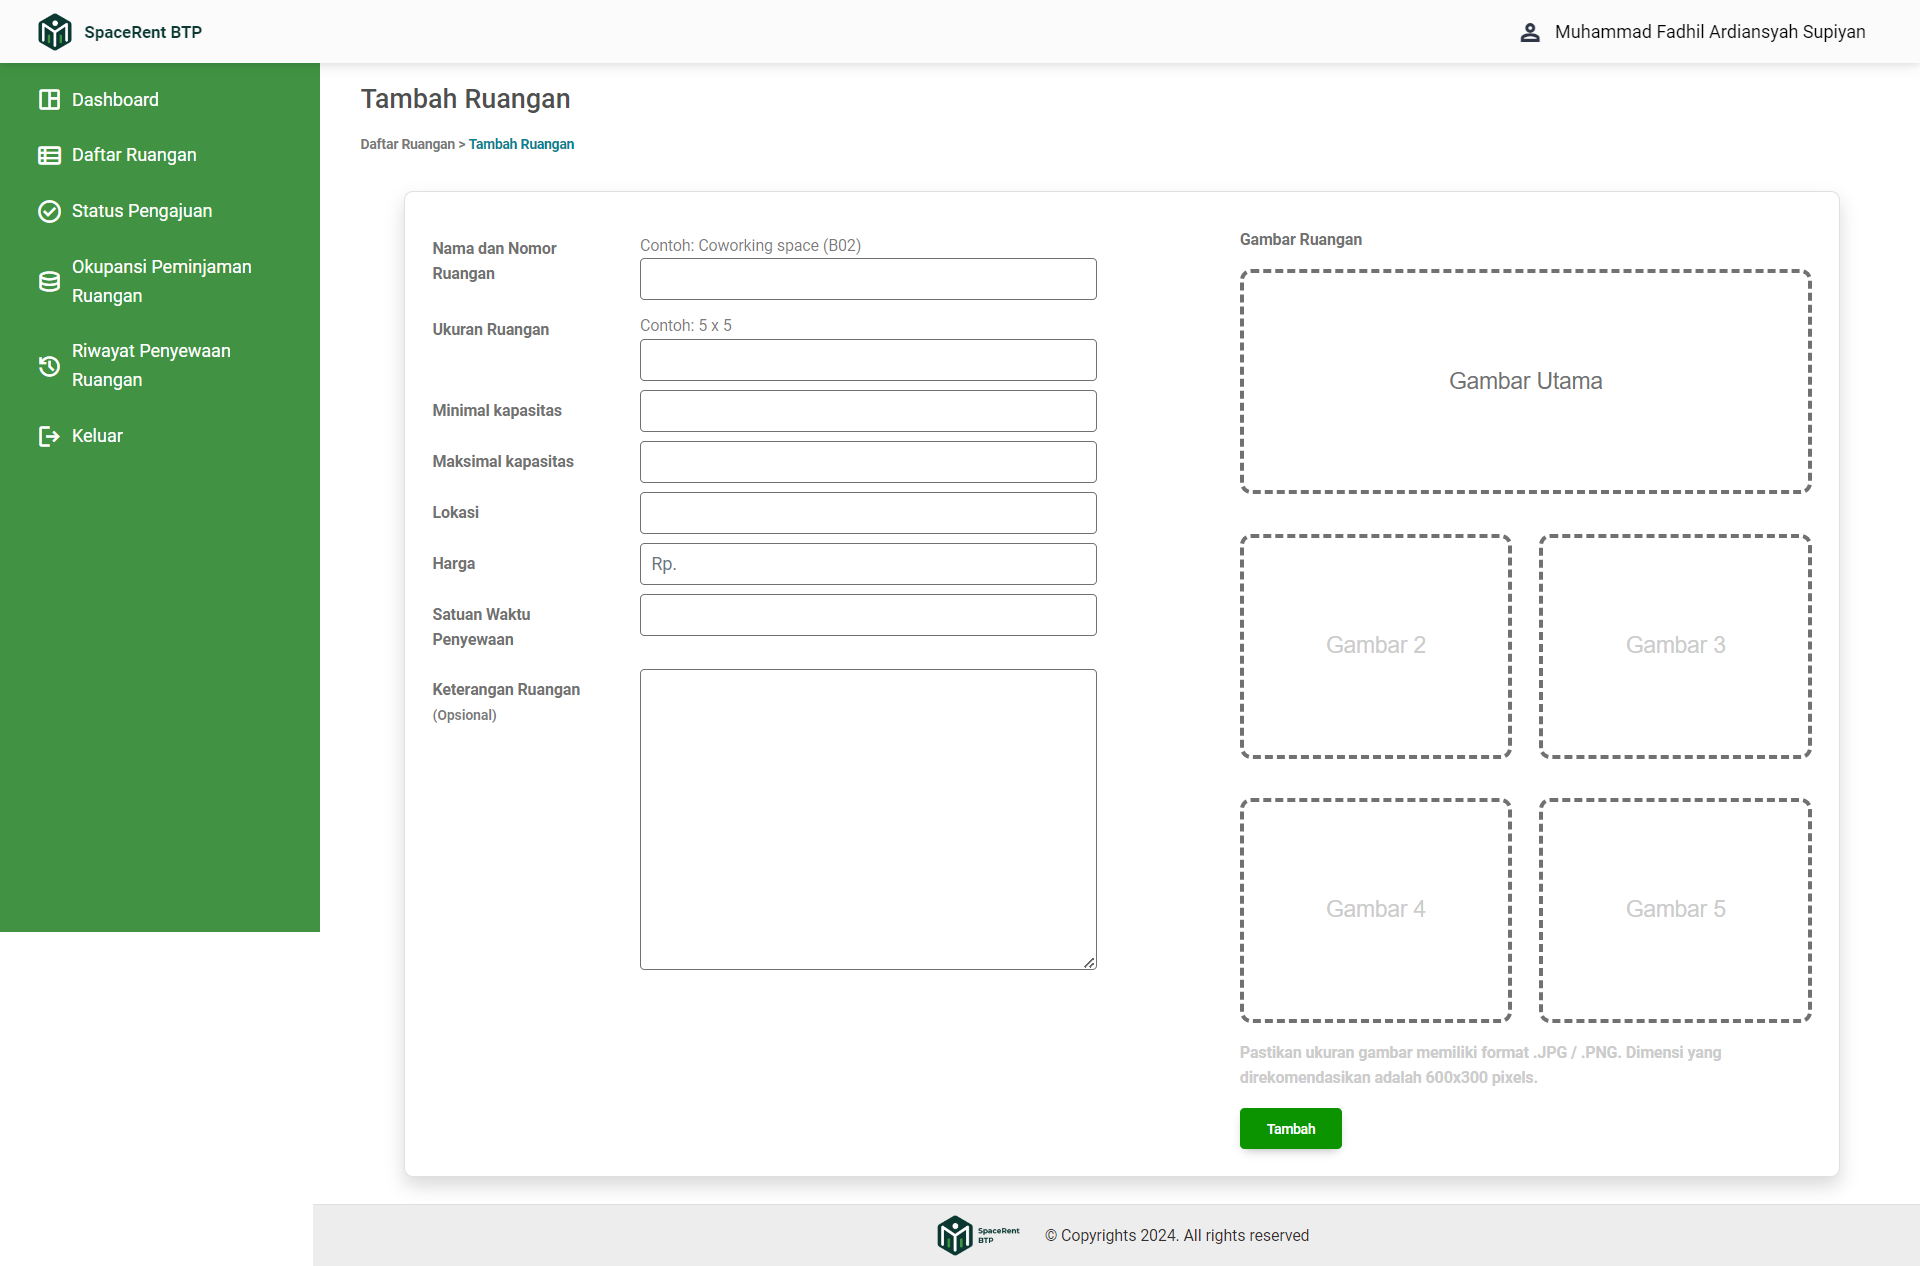 SpaceRent BTP
Muhammad Fadhil Ardiansyah Supiyan
Dashboard
Daftar Ruangan
Status Pengajuan
Okupansi Peminjaman
Ruangan
Riwayat Penyewaan
Ruangan
Keluar
Tambah Ruangan
Daftar Ruangan > Tambah Ruangan
Nama dan Nomor
Ruangan
Contoh: Coworking space (B02)
Ukuran Ruangan
Contoh: 5 x 5
Minimal kapasitas
Maksimal kapasitas
Lokasi
Harga
Rp.
Satuan Waktu
Penyewaan
Keterangan Ruangan
(Opsional)
Gambar Ruangan
Gambar Utama
Gambar 2
Gambar 3
Gambar 4
Gambar 5
Pastikan ukuran gambar memiliki format .JPG / .PNG. Dimensi yang
direkomendasikan adalah 600x300 pixels.
Tambah
SpaceRent
BTP
© Copyrights 2024. All rights reserved